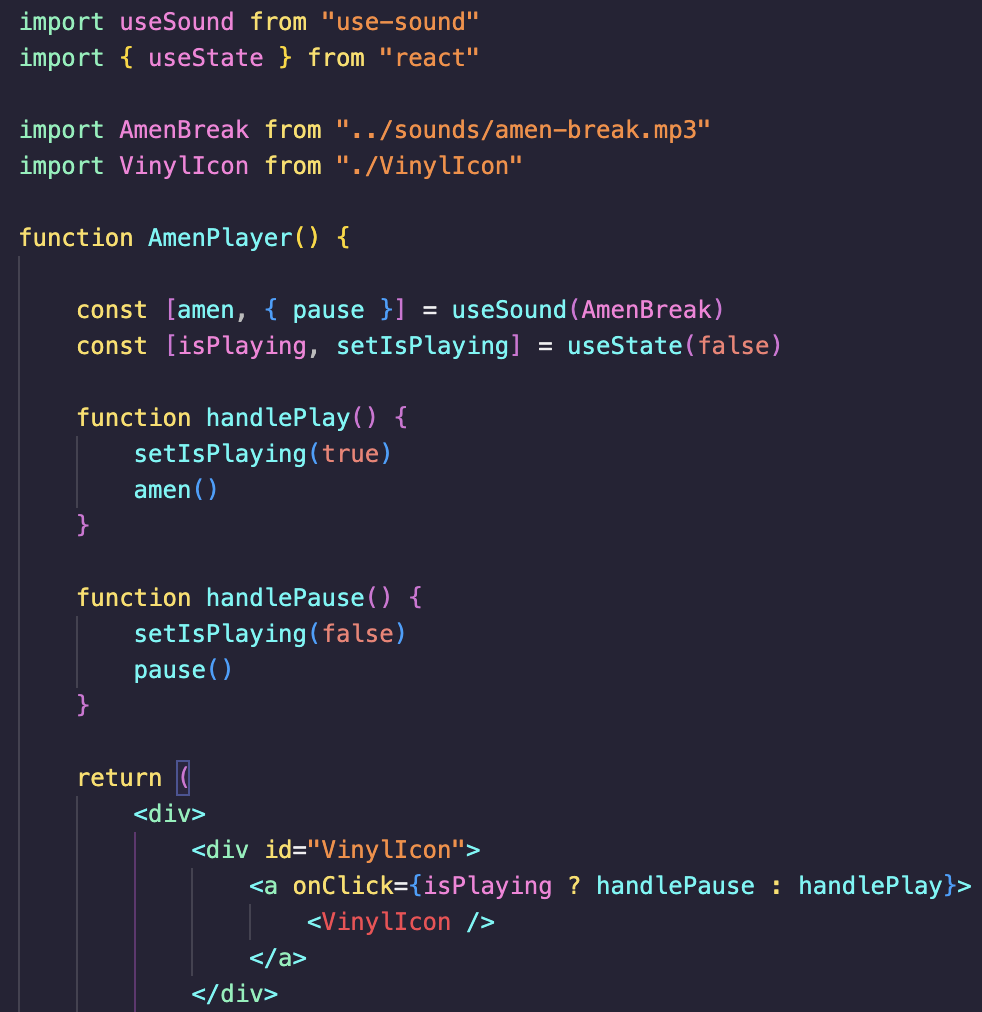 import useSound from "use-sound"
import { useState } from "react"

import AmenBreak from "../sounds/amen-break.mp3"
import VinylIcon from "./VinylIcon"

function AmenPlayer() {

    const [amen, { pause }] = useSound(AmenBreak)
    const [isPlaying, setIsPlaying] = useState(false)

    function handlePlay() {
        setIsPlaying(true)
        amen()
    }

    function handlePause() {
        setIsPlaying(false)
        pause()
    }

    return (
        <div>
            <div id="VinylIcon">
                <a onClick={isPlaying ? handlePause : handlePlay}>
                    <VinylIcon />
                </a>
            </div>